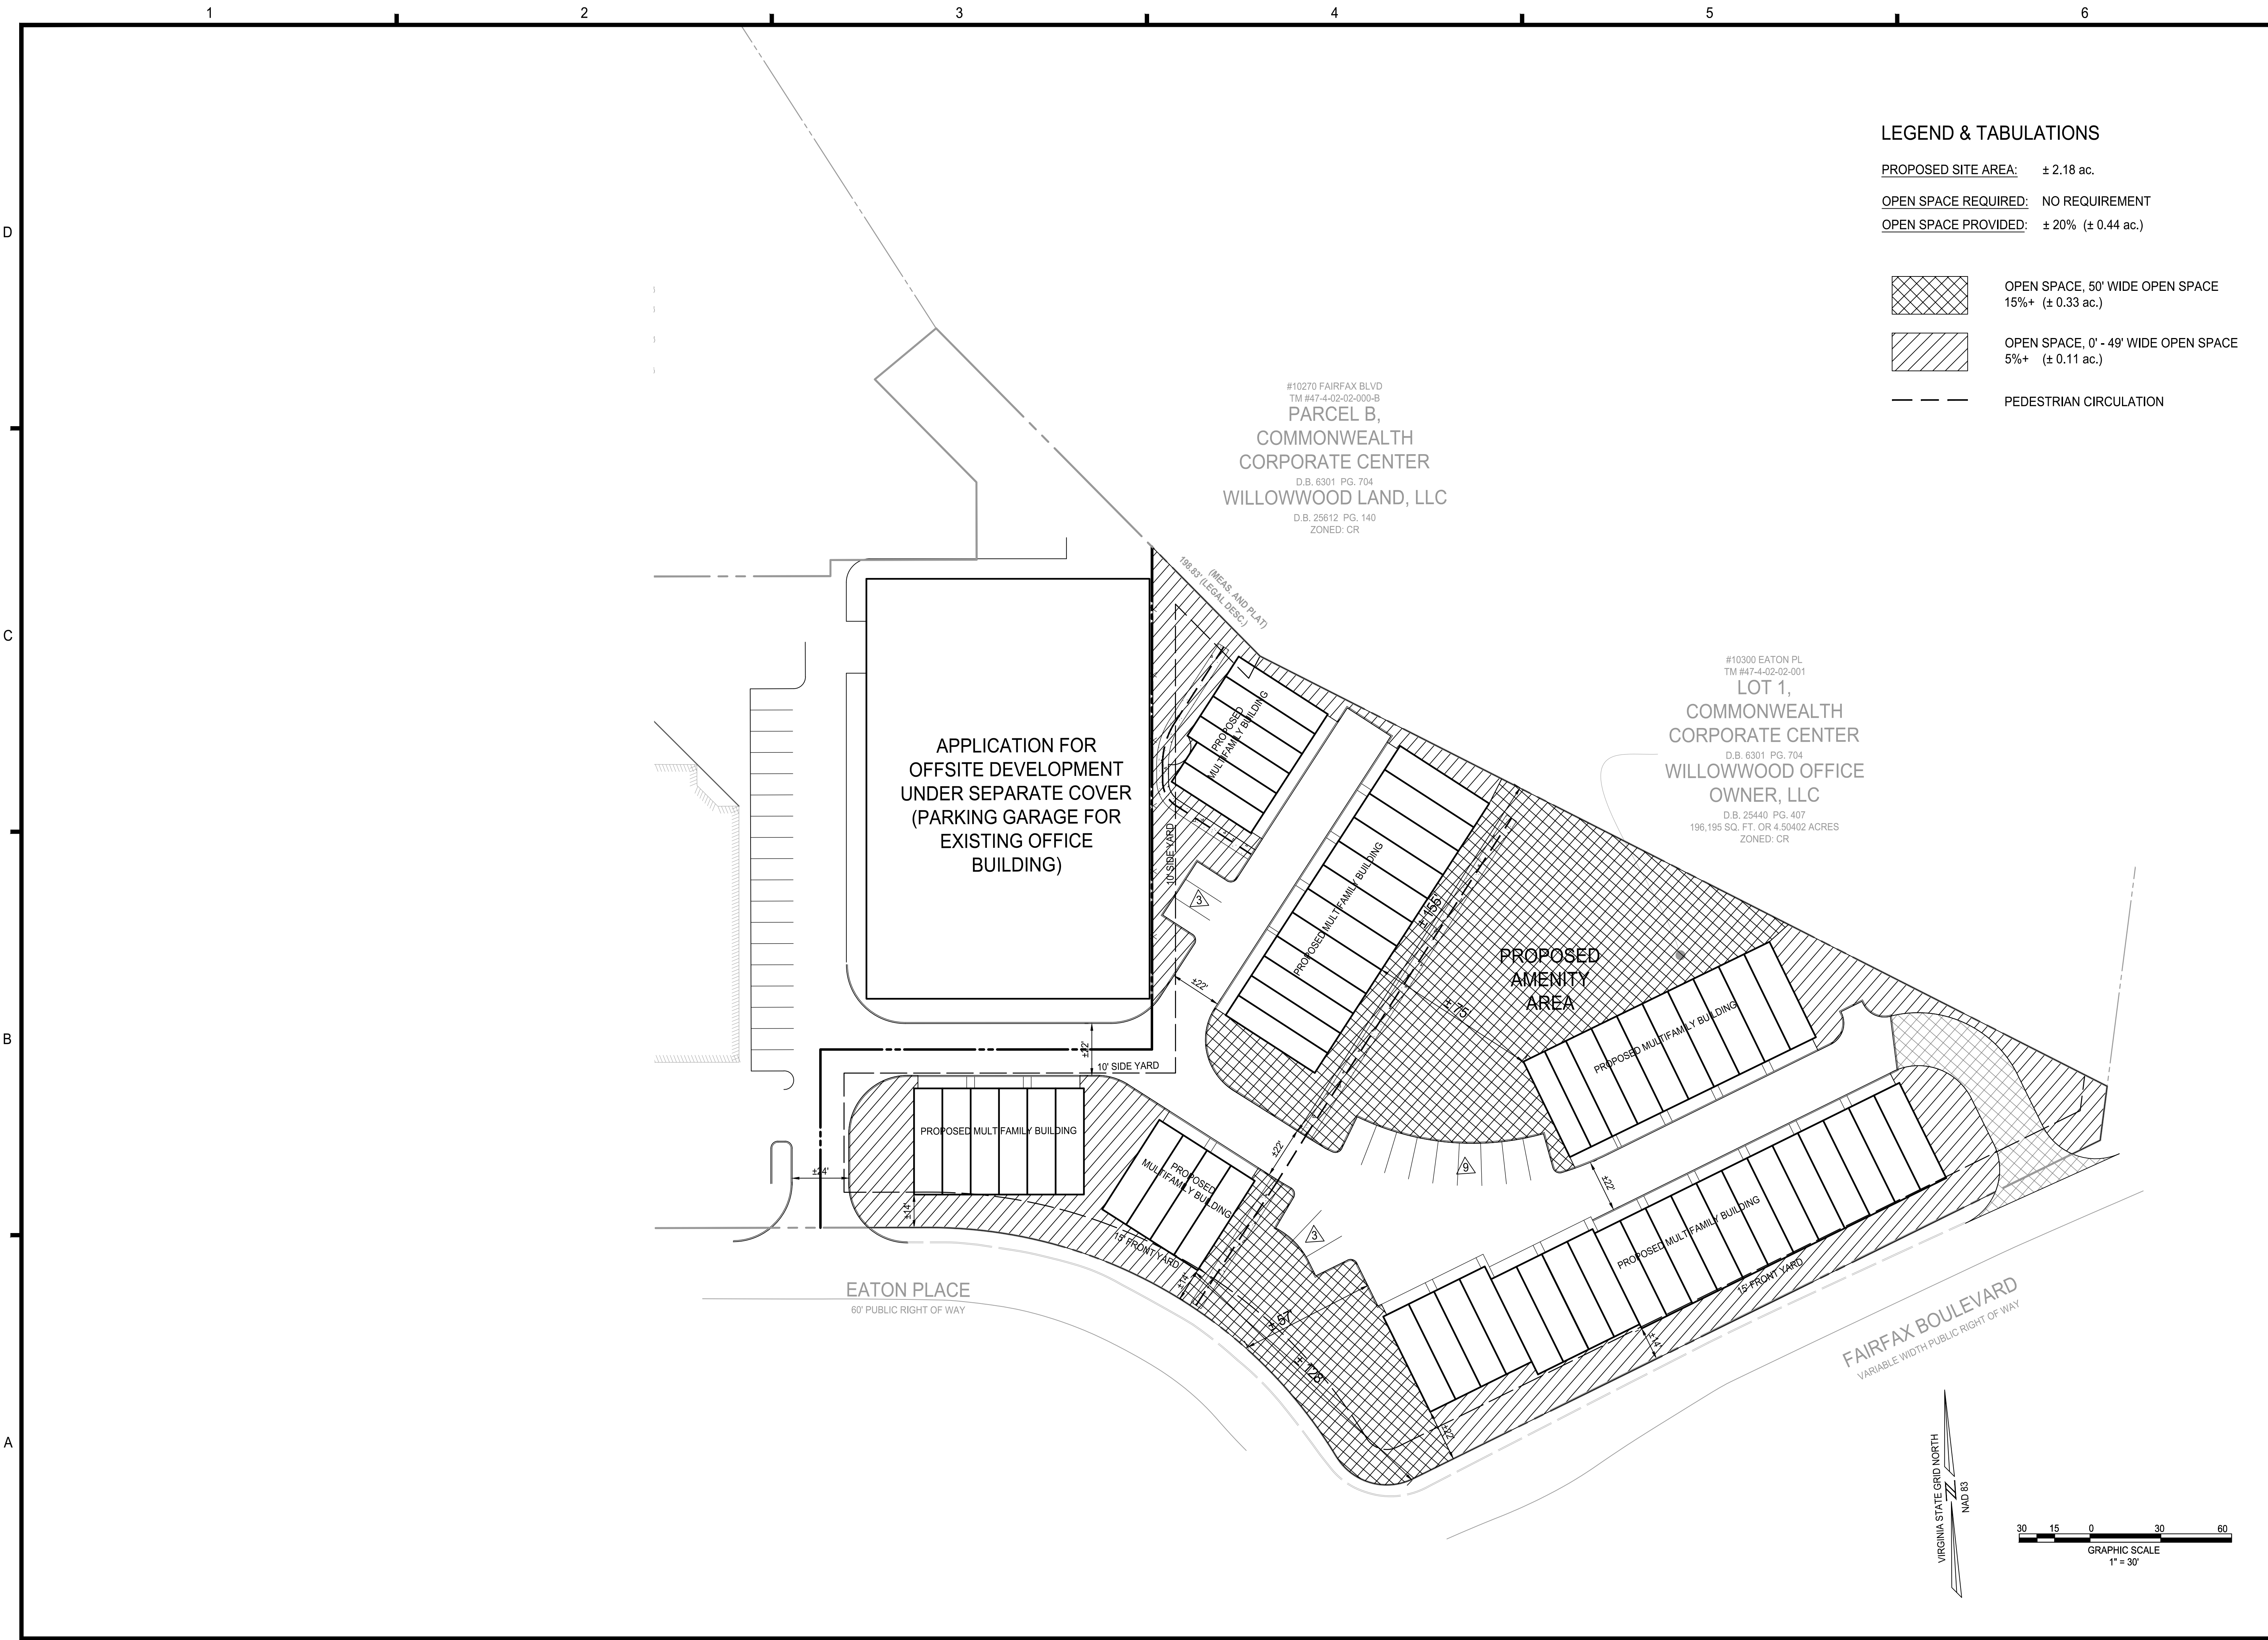 1 2 3 4 5 6
D
C
B
A
LEGEND & TABULATIONS
PROPOSED SITE AREA: ± 2.18 ac.
OPEN SPACE REQUIRED: NO REQUIREMENT
OPEN SPACE PROVIDED: ± 20% (± 0.44 ac.)
OPEN SPACE, 50' WIDE OPEN SPACE
15%+ (± 0.33 ac.)
OPEN SPACE, 0' - 49' WIDE OPEN SPACE
5%+ (± 0.11 ac.)
PEDESTRIAN CIRCULATION
#10270 FAIRFAX BLVD
TM #47-4-02-02-000-B
PARCEL B,
COMMONWEALTH
CORPORATE CENTER
D.B. 6301 PG. 704
WILLOWWOOD LAND, LLC
D.B. 25612 PG. 140
ZONED: CR
(MEAS. AND PLAT)
198.83' (LEGAL DESC.)
#10300 EATON PL
TM #47-4-02-02-001
LOT 1,
COMMONWEALTH
CORPORATE CENTER
D.B. 6301 PG. 704
WILLOWWOOD OFFICE
OWNER, LLC
D.B. 25440 PG. 407
196,195 SQ. FT. OR 4.50402 ACRES
ZONED: CR
APPLICATION FOR
OFFSITE DEVELOPMENT
UNDER SEPARATE COVER
(PARKING GARAGE FOR
EXISTING OFFICE
BUILDING)
PROPOSED
MULTIFAMILY BUILDING
10' SIDE YARD
3
PROPOSED MULTIFAMILY BUILDING
± 155'
PROPOSED
AMENITY
AREA
± 75'
±22'
PROPOSED MULTIFAMILY BUILDING
±22'
10' SIDE YARD
PROPOSED MULTIFAMILY BUILDING
±24'
±14'
PROPOSED
MULTIFAMILY BUILDING
15' FRONT YARD
±14'
±22'
9
3
±22'
PROPOSED MULTIFAMILY BUILDING
15' FRONT YARD
±14'
± 57'
± 128'
±22'
EATON PLACE
60' PUBLIC RIGHT OF WAY
FAIRFAX BOULEVARD
VARIABLE WIDTH PUBLIC RIGHT OF WAY
VIRGINIA STATE GRID NORTH
N
NAD 83
30 15 0 30 60
GRAPHIC SCALE
1" = 30'